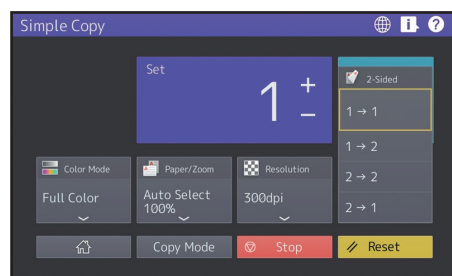 Simple Copy
i ?
Set
1 + −
2-Sided
1 → 1
1 → 2
2 → 2
2 → 1
Color Mode
Full Color
Paper/Zoom
Auto Select
100%
Resolution
300dpi
Copy Mode
Stop
Reset